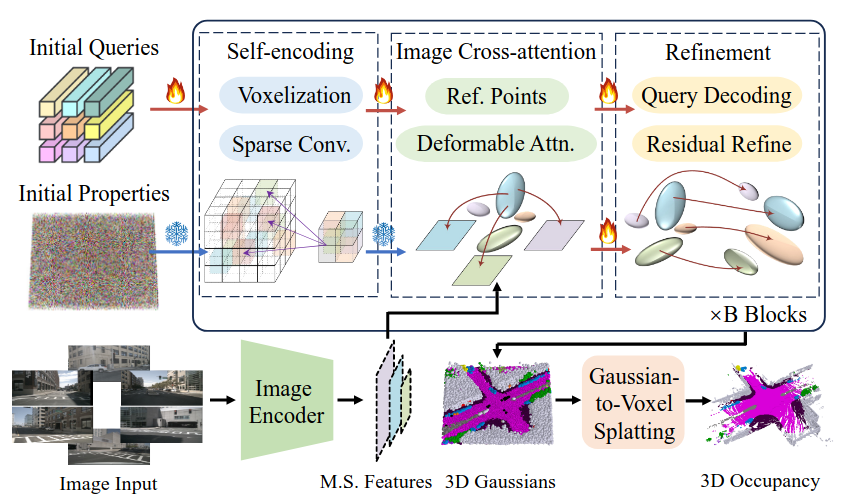 Initial Queries
Self-encoding
Image Cross-attention
Refinement
Voxelization
Ref. Points
Query Decoding
Sparse Conv.
Deformable Attn.
Residual Refine
Initial Properties
×B Blocks
Image
Encoder
Gaussian-
to-Voxel
Splatting
Image Input
M.S. Features
3D Gaussians
3D Occupancy